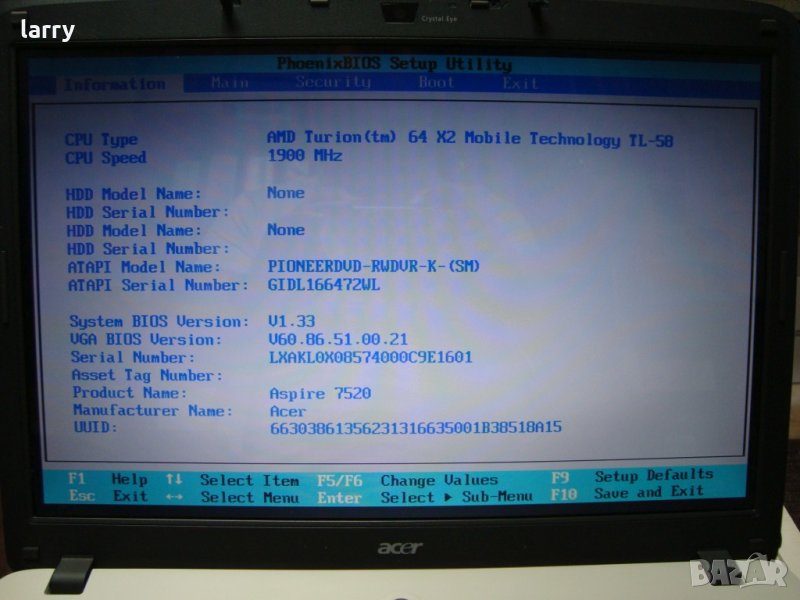 larry
Crystal Eye
PhoenixBIOS Setup Utility
Information Main Security Boot Exit
CPU Type AMD Turion(tm) 64 X2 Mobile Technology TL-58
CPU Speed 1900 MHz
HDD Model Name: None
HDD Serial Number:
HDD Model Name: None
HDD Serial Number:
ATAPI Model Name: PIONEERDVD-RWDVR-K-(SM)
ATAPI Serial Number: GIDL166472WL
System BIOS Version: V1.33
VGA BIOS Version: V60.86.51.00.21
Serial Number: LXAKL0X08574000C9E1601
Asset Tag Number:
Product Name: Aspire 7520
Manufacturer Name: Acer
UUID: 66303861356231316635001B38518A15
F1 Help ↑↓ Select Item F5/F6 Change Values F9 Setup Defaults
Esc Exit ←→ Select Menu Enter Select ▶ Sub-Menu F10 Save and Exit
acer
BAZAR